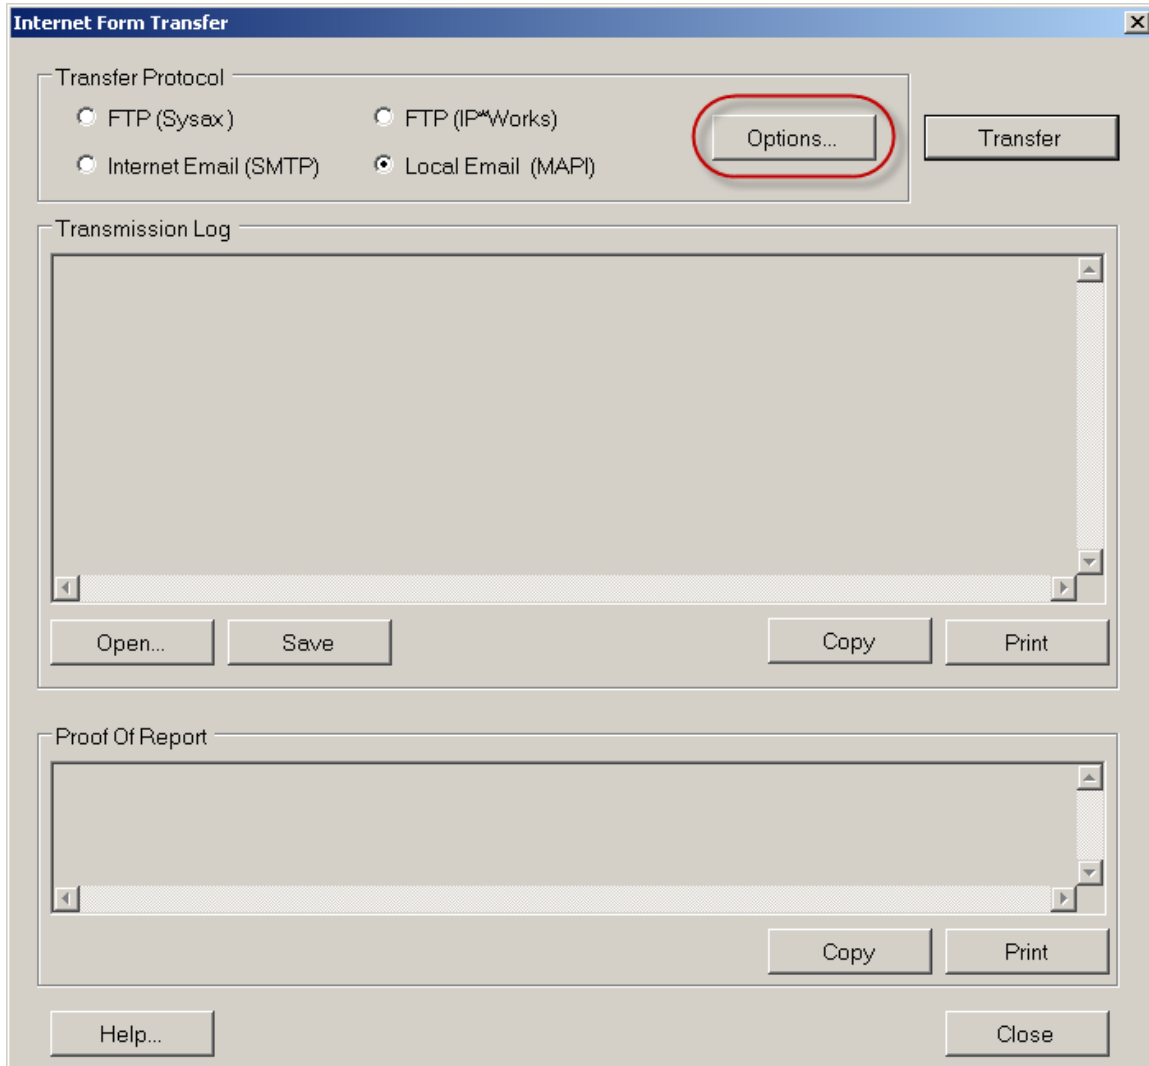 Internet Form Transfer
Transfer Protocol
FTP (Sysax)
FTP (IP*Works)
Options...
Transfer
Internet Email (SMTP)
Local Email (MAPI)
Transmission Log
Open...
Save
Copy
Print
Proof Of Report
Copy
Print
Help...
Close